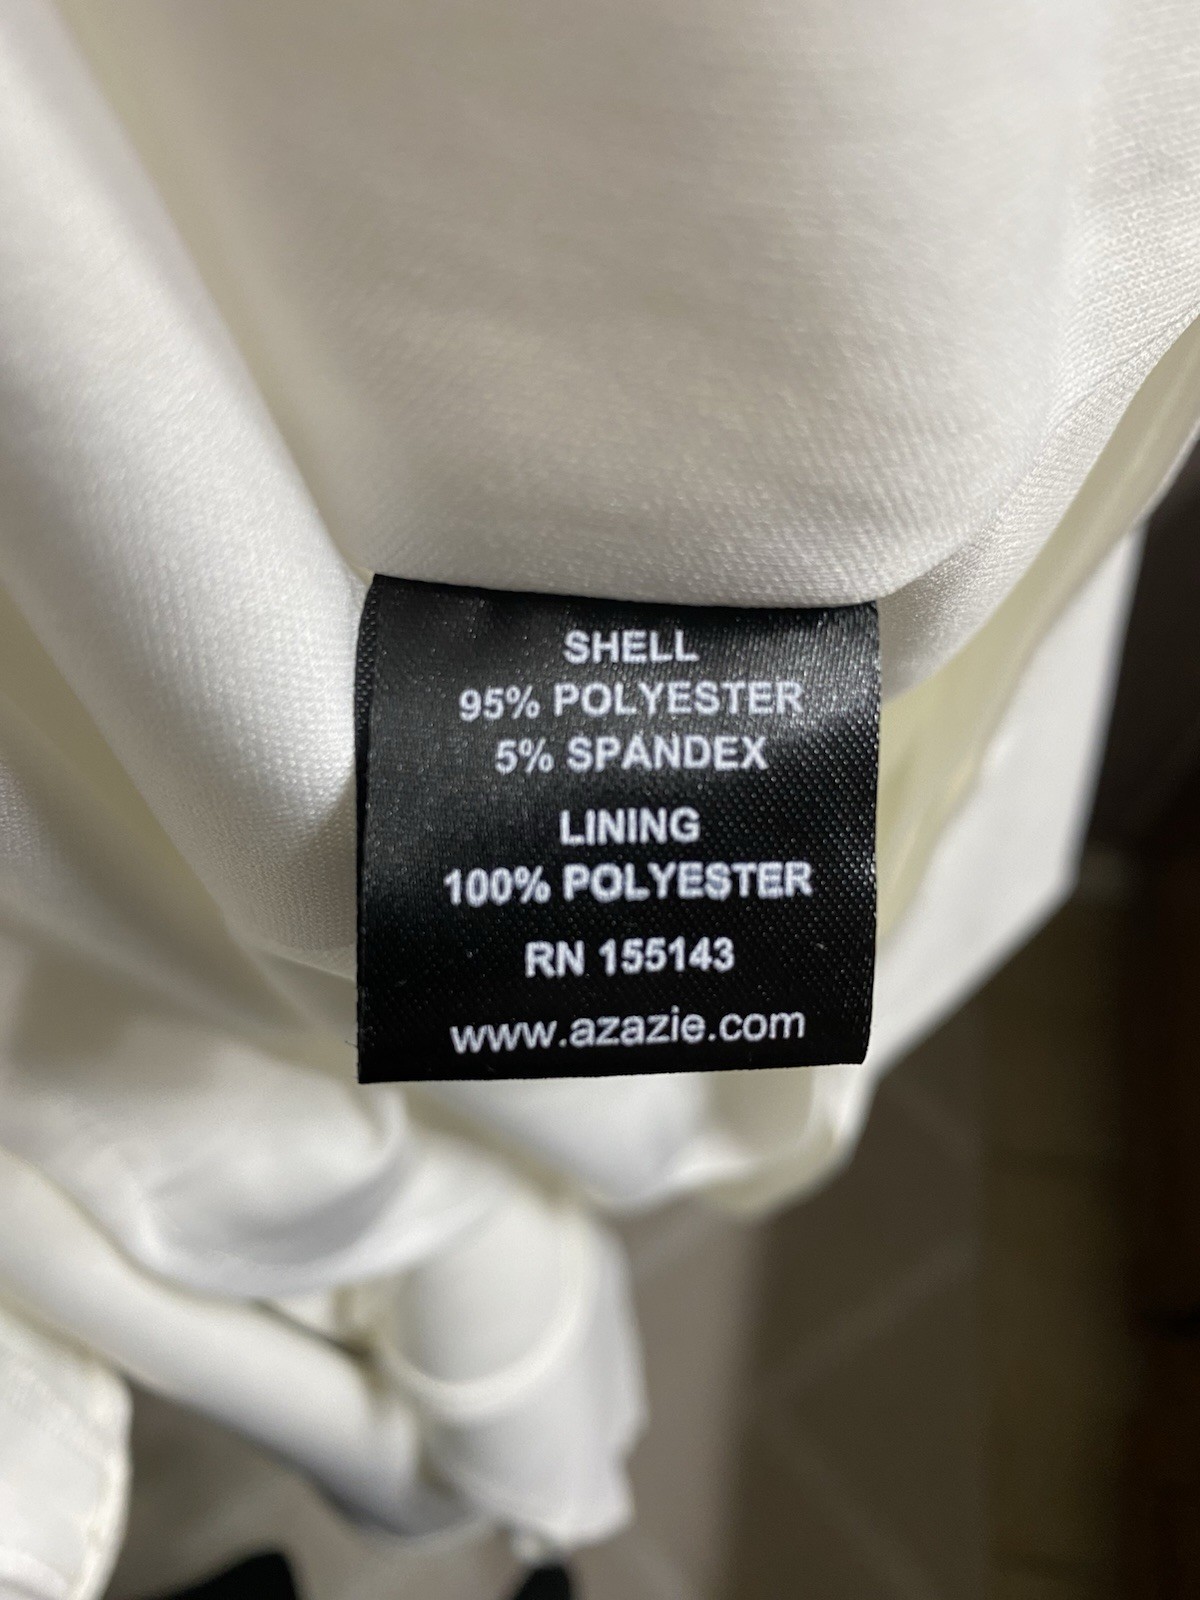 SHELL
95% POLYESTER
5% SPANDEX
LINING
100% POLYESTER
RN 155143
www.azazie.com